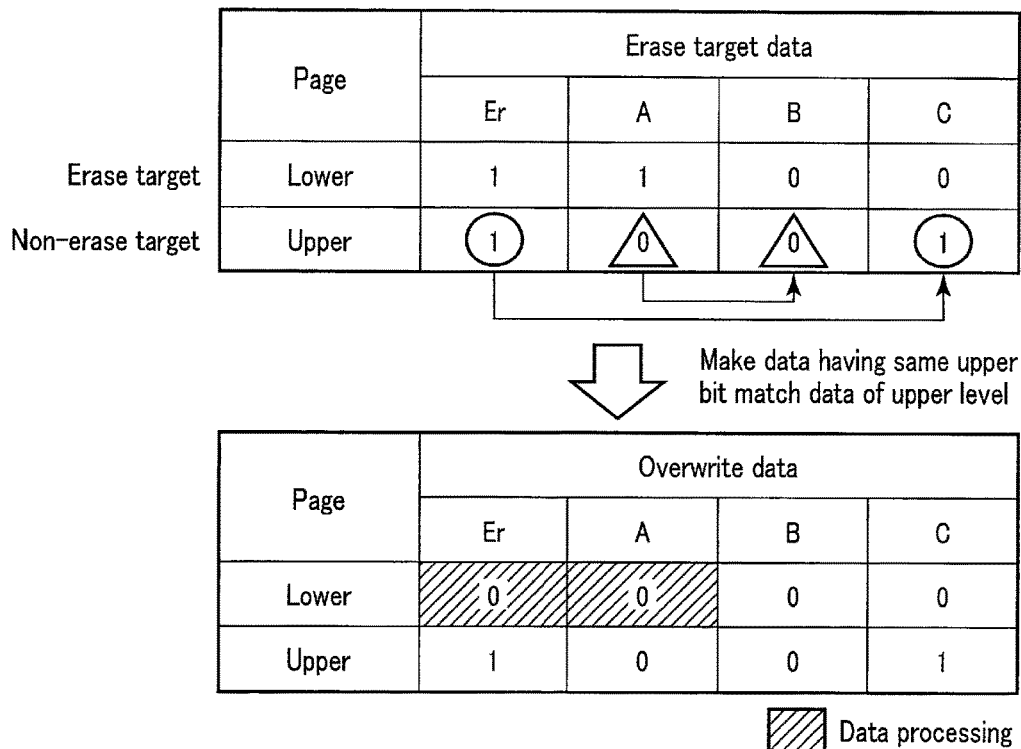 Page Erase target data
Er A B C
Erase target Lower 1 1 0 0
Non-erase target Upper 1 0 0 1
Make data having same upper
bit match data of upper level
Page Overwrite data
Er A B C
Lower 0 0 0 0
Upper 1 0 0 1
Data processing